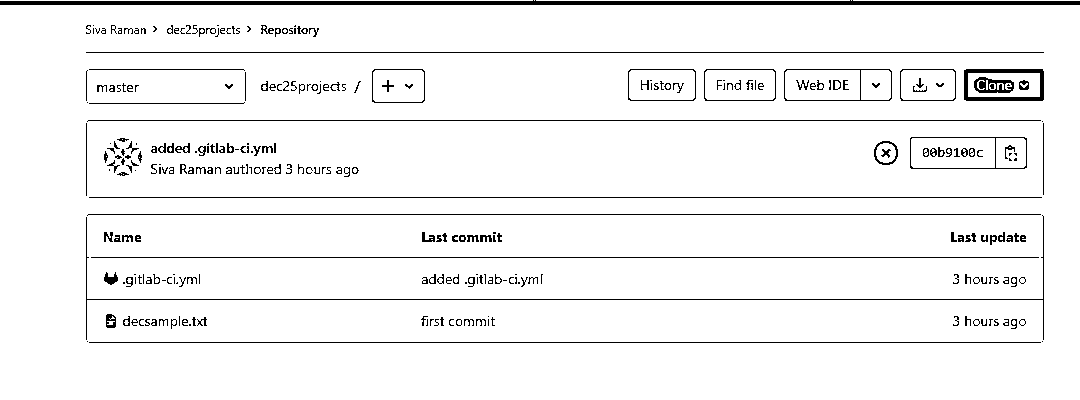 Siva Raman > dec25projects > Repository
master dec25projects / + History Find file Web IDE Clone
added .gitlab-ci.yml
Siva Raman authored 3 hours ago 00b9100c
Name Last commit Last update
.gitlab-ci.yml added .gitlab-ci.yml 3 hours ago
decsample.txt first commit 3 hours ago